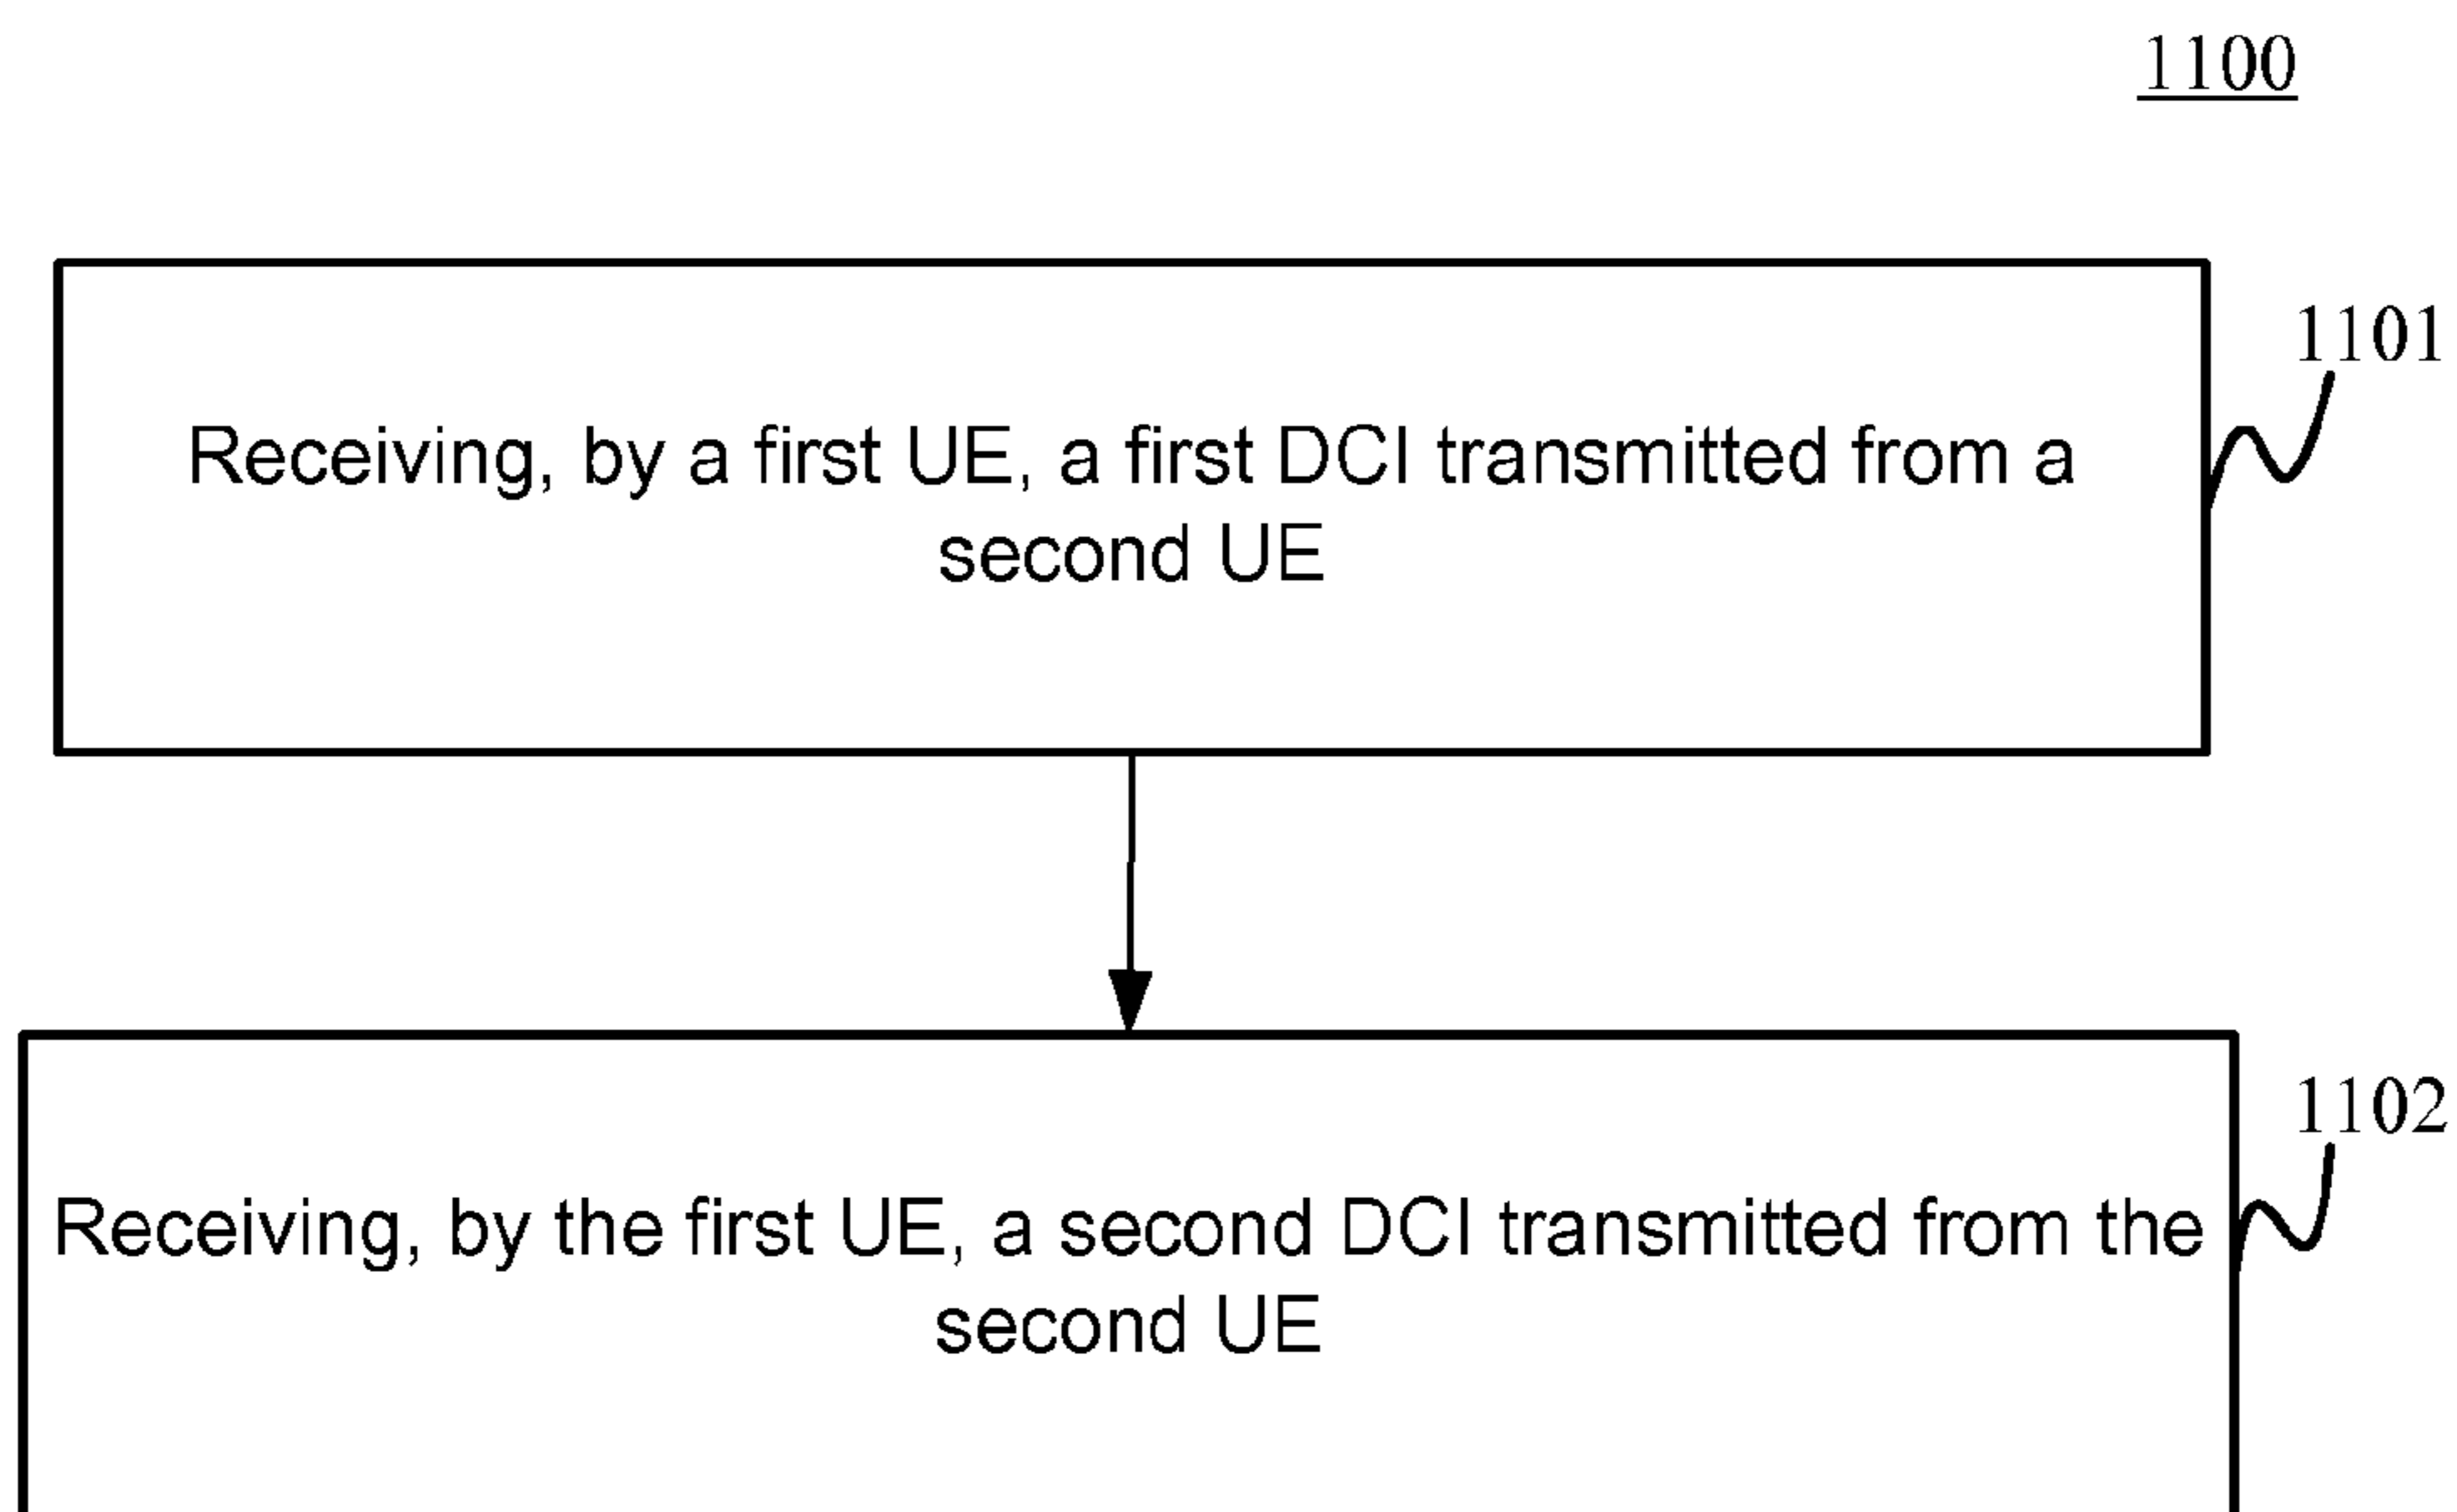 1100
1101
Receiving, by a first UE, a first DCI transmitted from a
second UE
1102
Receiving, by the first UE, a second DCI transmitted from the
second UE